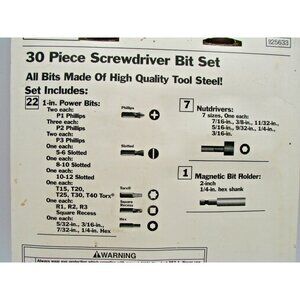 925633
30 Piece Screwdriver Bit Set
All Bits Made Of High Quality Tool Steel!
Set Includes:
22 1-in. Power Bits:
Two each:
P1 Phillips
Three each:
P2 Phillips
Two each:
P3 Phillips
One each:
5-6 Slotted
One each:
8-10 Slotted
One each:
10-12 Slotted
One each:
T15, T20,
T25, T30, T40 Torx
One each:
R1, R2, R3
Square Recess
One each:
5/32-in., 3/16-in.,
7/32-in., 1/4-in. Hex
Phillips
Slotted
Torx
Square
Recess
Hex
7 Nutdrivers:
7 sizes, One each:
7/16-in., 3/8-in., 11/32-in.
5/16-in., 9/32-in., 1/4-in.
3/16-in.
1 Magnetic Bit Holder:
2-inch
1/4-in. hex shank
WARNING